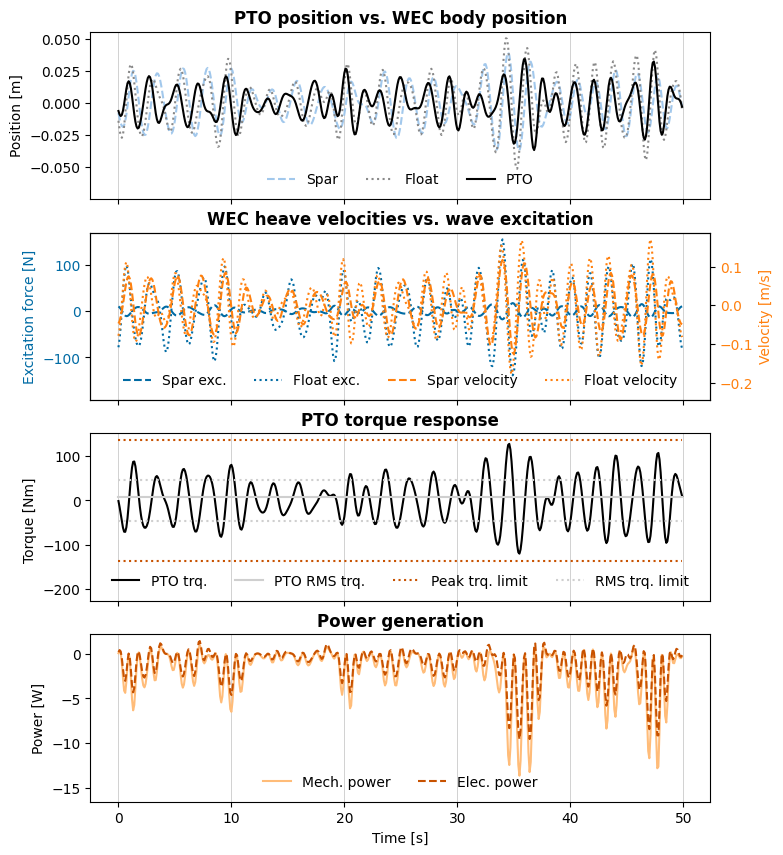 PTO position vs. WEC body position
0.050
0.025
0.000
−0.025
−0.050
Position [m]
Spar Float PTO
WEC heave velocities vs. wave excitation
100
0
−100
Excitation force [N]
0.1
0.0
−0.1
−0.2
Velocity [m/s]
Spar exc. Float exc. Spar velocity Float velocity
PTO torque response
100
0
−100
−200
Torque [Nm]
PTO trq. PTO RMS trq. Peak trq. limit RMS trq. limit
Power generation
0
−5
−10
−15
Power [W]
Mech. power Elec. power
0 10 20 30 40 50
Time [s]